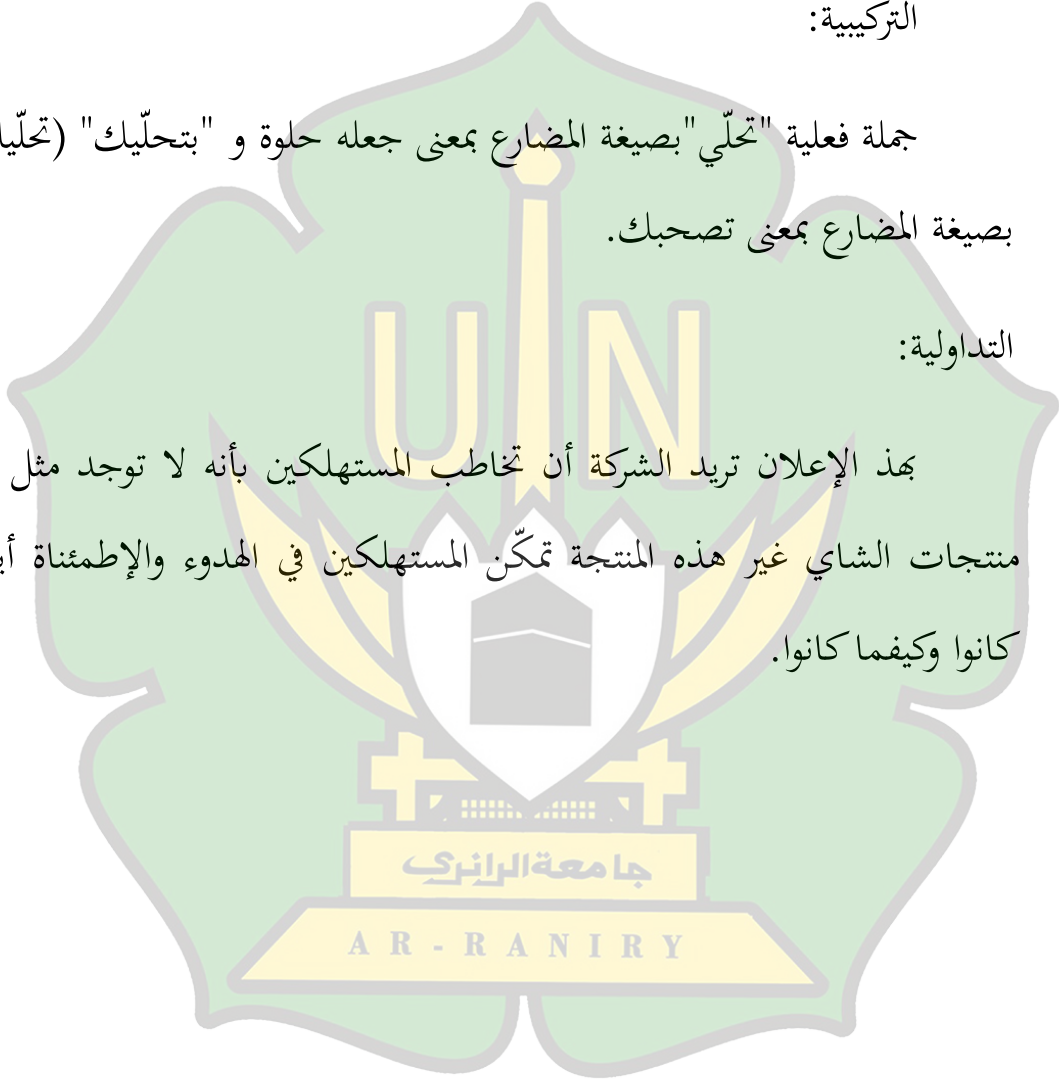 التركيبية:
جملة فعلية "تحلّي" بصيغة المضارع بمعنى جعله حلوة و "بتحلّيك" (تحلّيا
بصيغة المضارع بمعنى تصحبك.
التداولية:
بهذ الإعلان تريد الشركة أن تخاطب المستهلكين بأنه لا توجد مثل
منتجات الشاي غير هذه المنتجة تمكّن المستهلكين في الهدوء والإطمئناة
كانوا وكيفما كانوا.
UIN
جامعة الرانري
AR-RANIRY